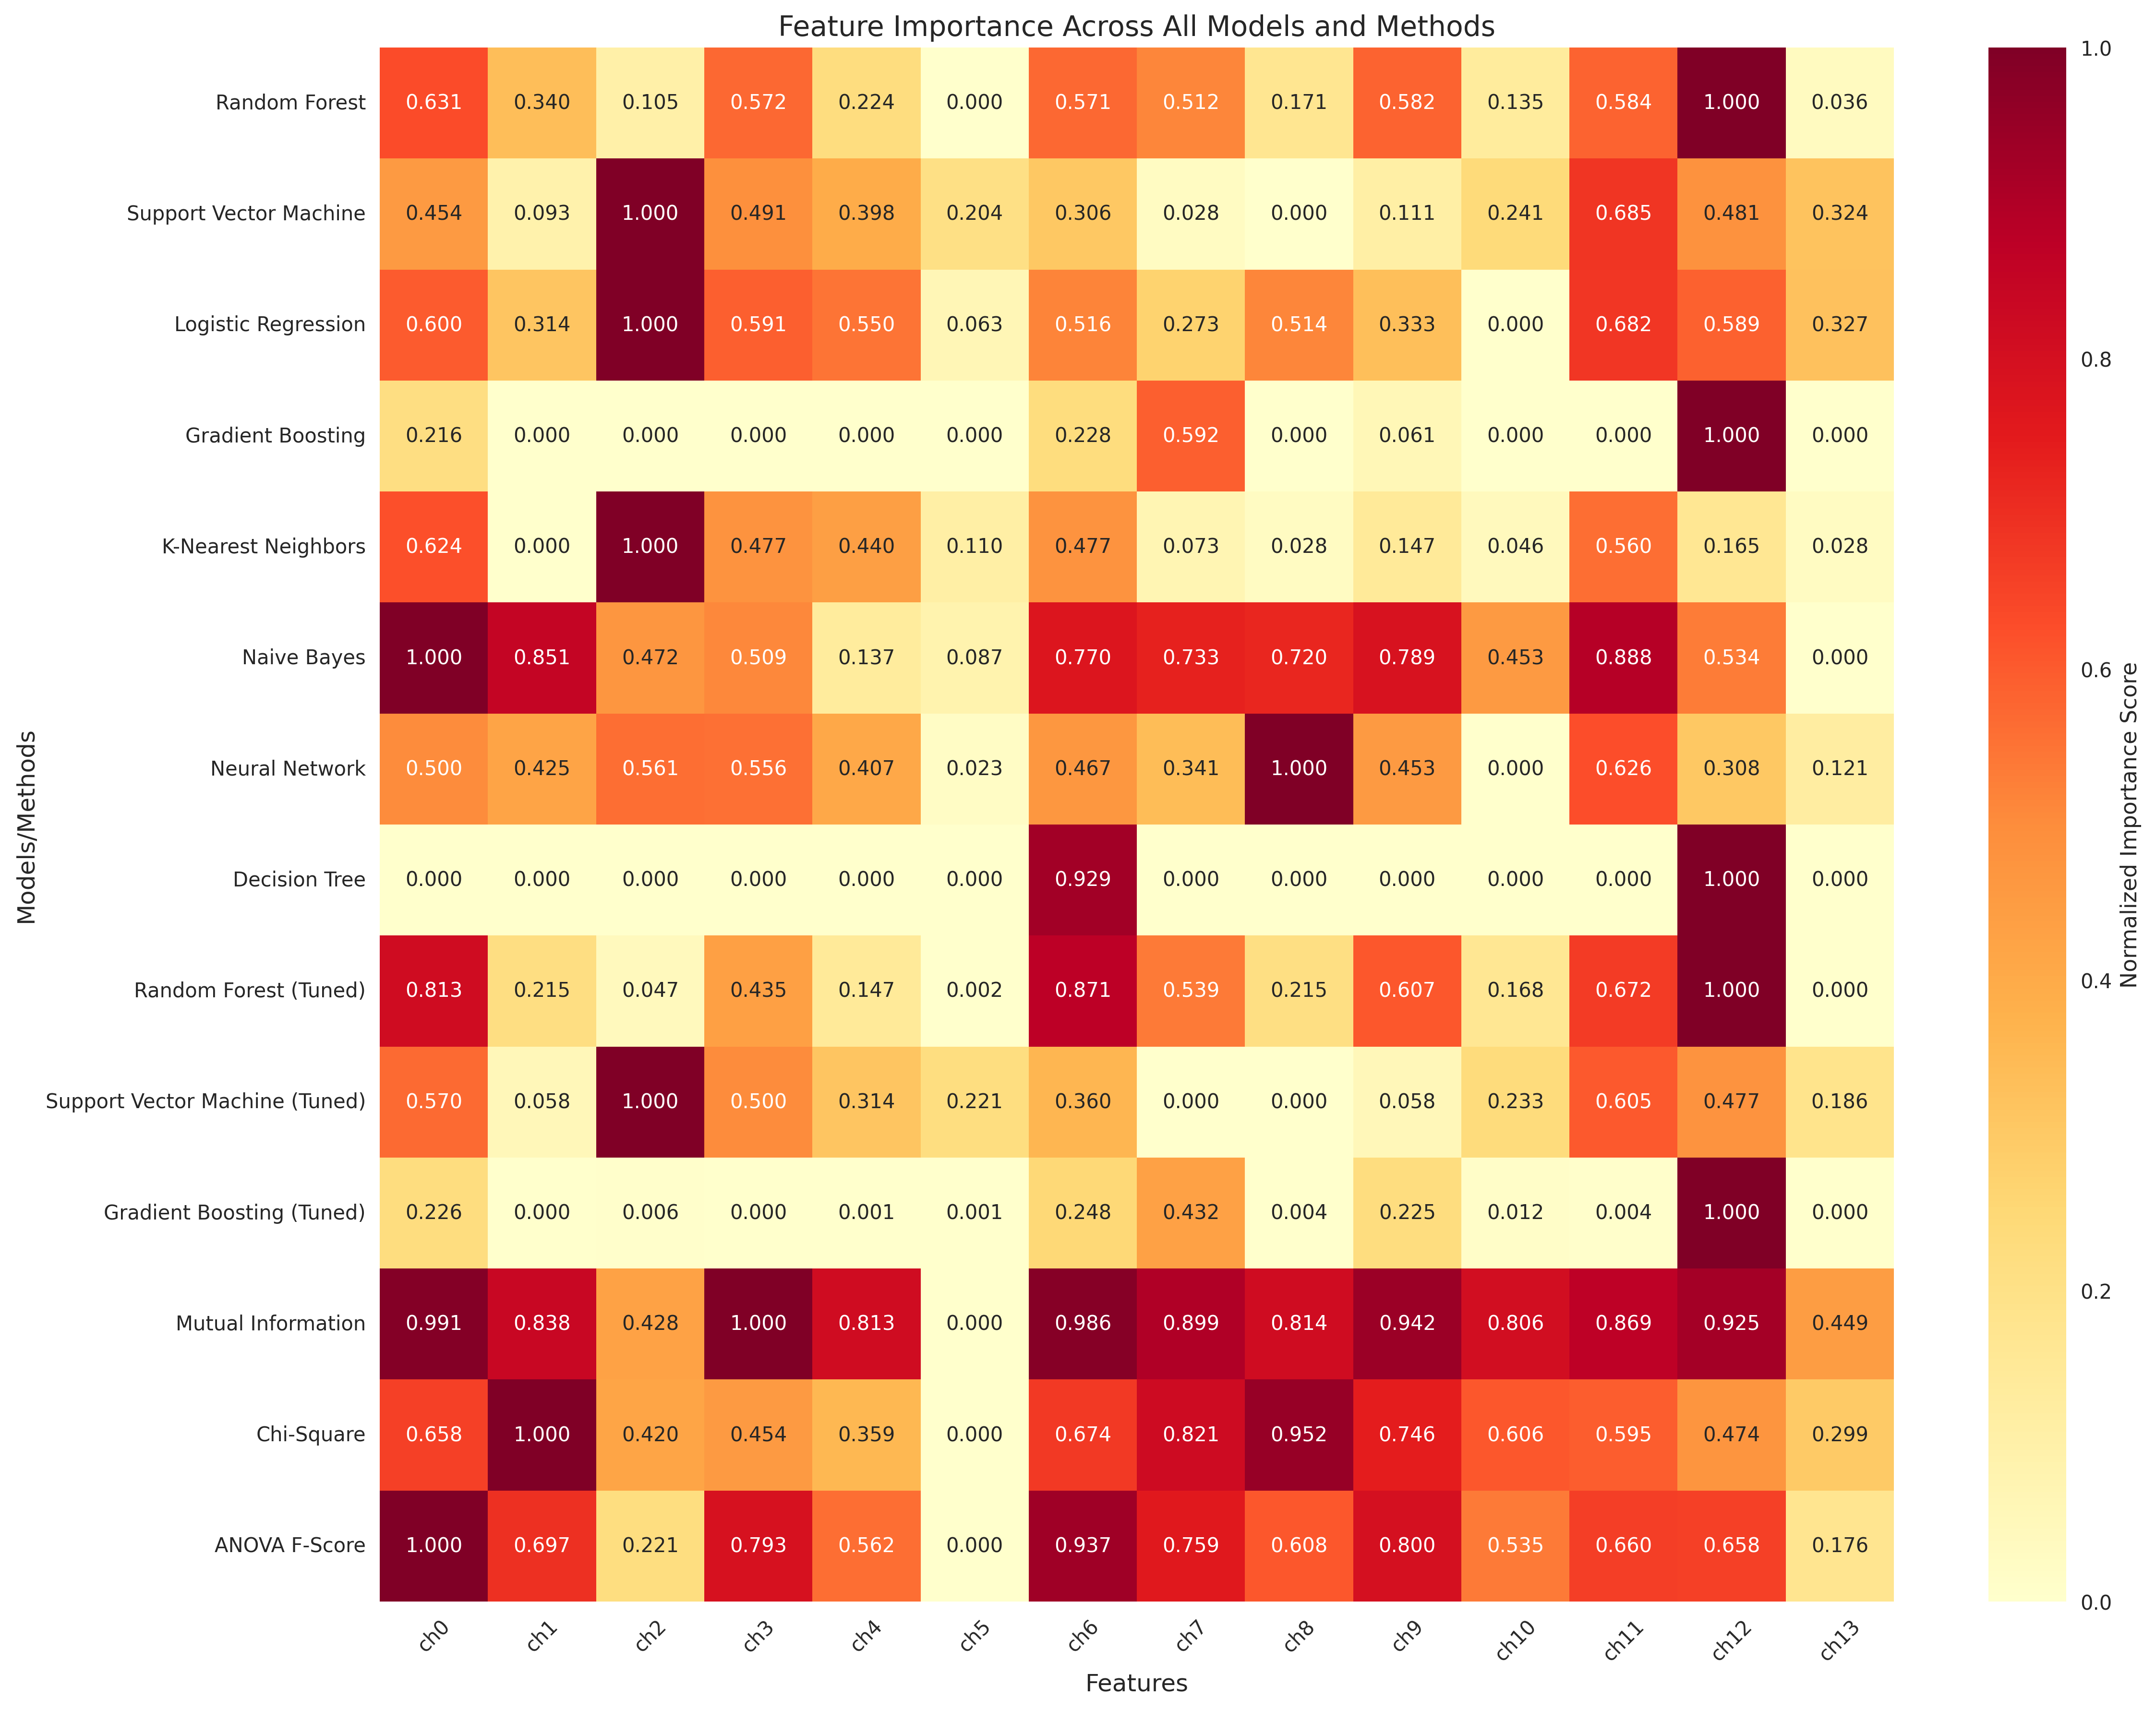 Feature Importance Across All Models and Methods
Random Forest 0.631 0.340 0.105 0.572 0.224 0.000 0.571 0.512 0.171 0.582 0.135 0.584 1.000 0.036
Support Vector Machine 0.454 0.093 1.000 0.491 0.398 0.204 0.306 0.028 0.000 0.111 0.241 0.685 0.481 0.324
Logistic Regression 0.600 0.314 1.000 0.591 0.550 0.063 0.516 0.273 0.514 0.333 0.000 0.682 0.589 0.327
Gradient Boosting 0.216 0.000 0.000 0.000 0.000 0.000 0.228 0.592 0.000 0.061 0.000 0.000 1.000 0.000
K-Nearest Neighbors 0.624 0.000 1.000 0.477 0.440 0.110 0.477 0.073 0.028 0.147 0.046 0.560 0.165 0.028
Naive Bayes 1.000 0.851 0.472 0.509 0.137 0.087 0.770 0.733 0.720 0.789 0.453 0.888 0.534 0.000
Neural Network 0.500 0.425 0.561 0.556 0.407 0.023 0.467 0.341 1.000 0.453 0.000 0.626 0.308 0.121
Decision Tree 0.000 0.000 0.000 0.000 0.000 0.000 0.929 0.000 0.000 0.000 0.000 0.000 1.000 0.000
Random Forest (Tuned) 0.813 0.215 0.047 0.435 0.147 0.002 0.871 0.539 0.215 0.607 0.168 0.672 1.000 0.000
Support Vector Machine (Tuned) 0.570 0.058 1.000 0.500 0.314 0.221 0.360 0.000 0.000 0.058 0.233 0.605 0.477 0.186
Gradient Boosting (Tuned) 0.226 0.000 0.006 0.000 0.001 0.001 0.248 0.432 0.004 0.225 0.012 0.004 1.000 0.000
Mutual Information 0.991 0.838 0.428 1.000 0.813 0.000 0.986 0.899 0.814 0.942 0.806 0.869 0.925 0.449
Chi-Square 0.658 1.000 0.420 0.454 0.359 0.000 0.674 0.821 0.952 0.746 0.606 0.595 0.474 0.299
ANOVA F-Score 1.000 0.697 0.221 0.793 0.562 0.000 0.937 0.759 0.608 0.800 0.535 0.660 0.658 0.176
ch0 ch1 ch2 ch3 ch4 ch5 ch6 ch7 ch8 ch9 ch10 ch11 ch12 ch13
Features
Models/Methods
1.0
0.8
0.6
0.4
0.2
0.0
Normalized Importance Score